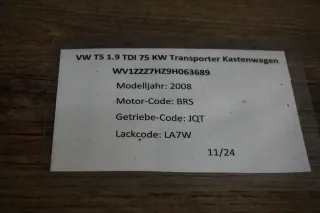 VW T5 1.9 TDI 75 KW Transporter Kastenwagen
WV1ZZZ7HZ9H063689
Modelljahr: 2008
Motor-Code: BRS
Getriebe-Code: JQT
Lackcode: LA7W
11/24